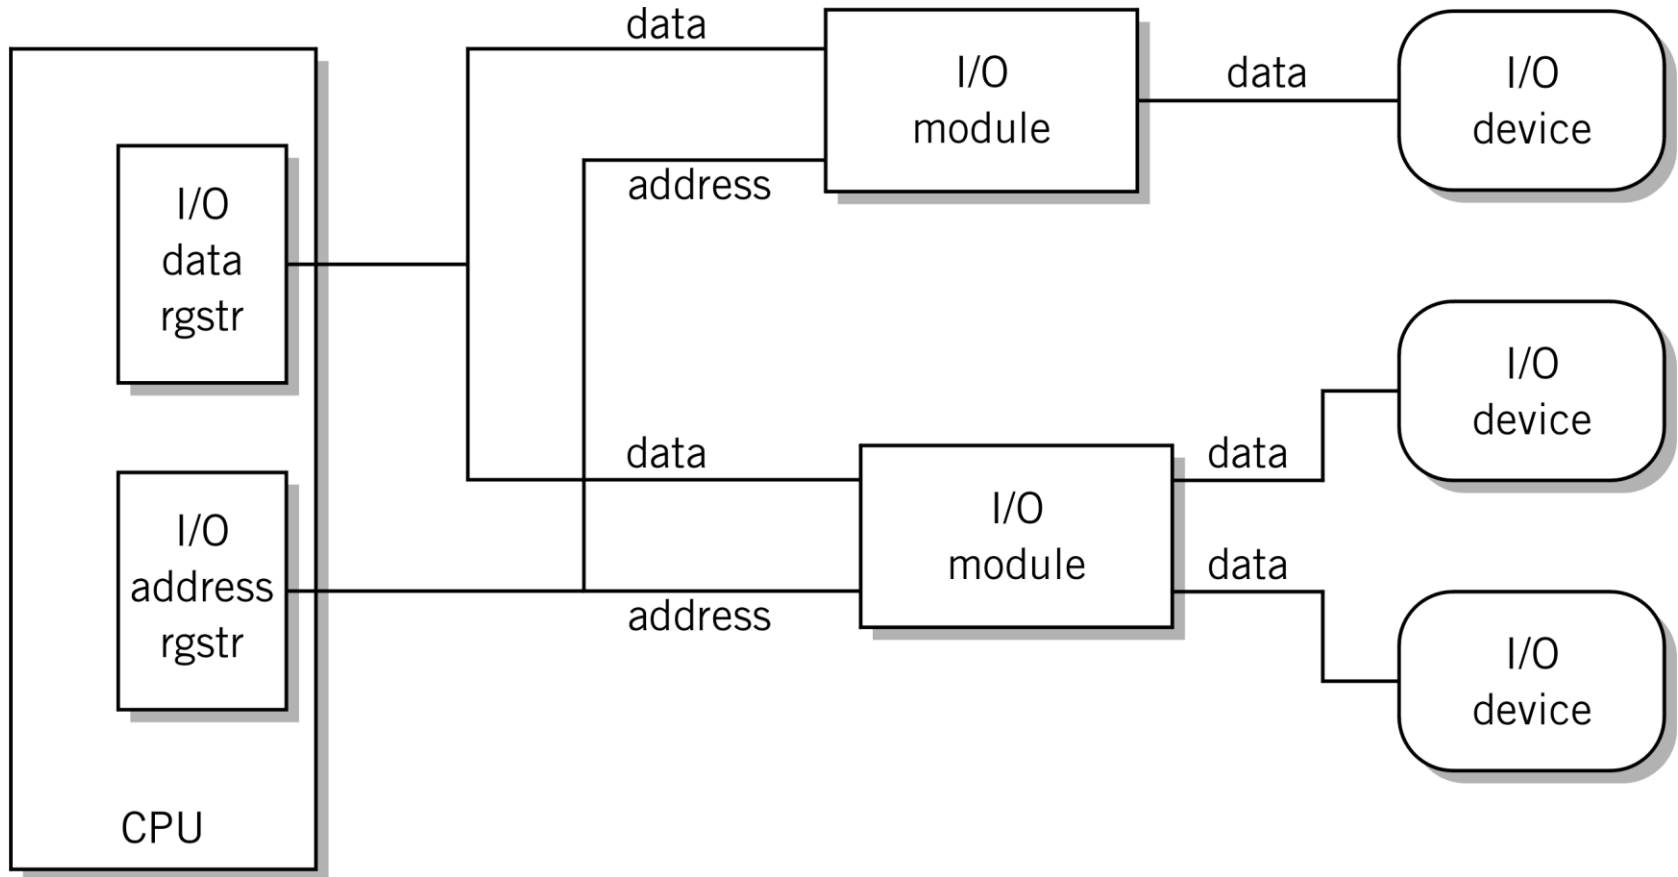 data
I/O
module
data
I/O
device
address
I/O
data
rgstr
I/O
device
data
I/O
module
data
data
I/O
address
rgstr
address
I/O
device
CPU